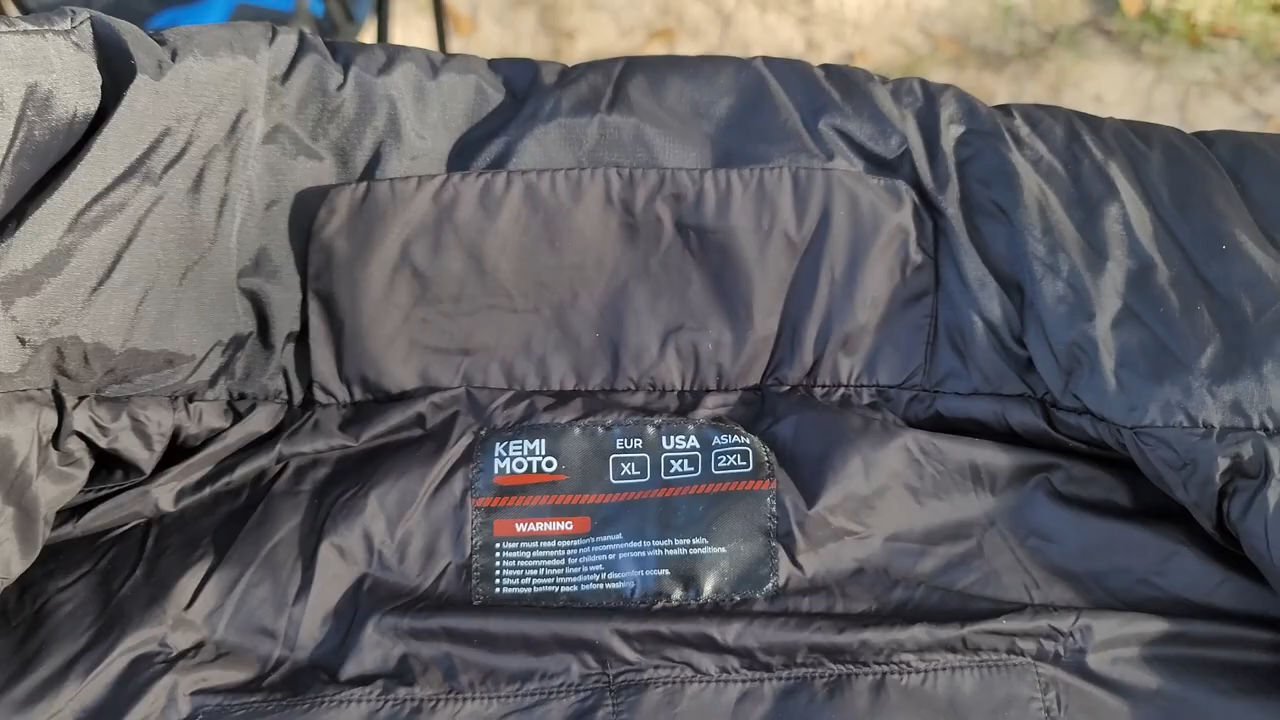 KEMI
MOTO
EUR USA ASIAN
XL XL 2XL
WARNING
▪ User must read operation's manual.
▪ Heating elements are not recommended to touch bare skin.
▪ Not recommeded for children or persons with health conditions.
▪ Never use if inner liner is wet.
▪ Shut off power immediately if discomfort occurs.
▪ Remove battery pack before washing.